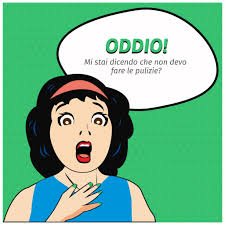 ODDIO!
Mi stai dicendo che non devo
fare le pulizie?